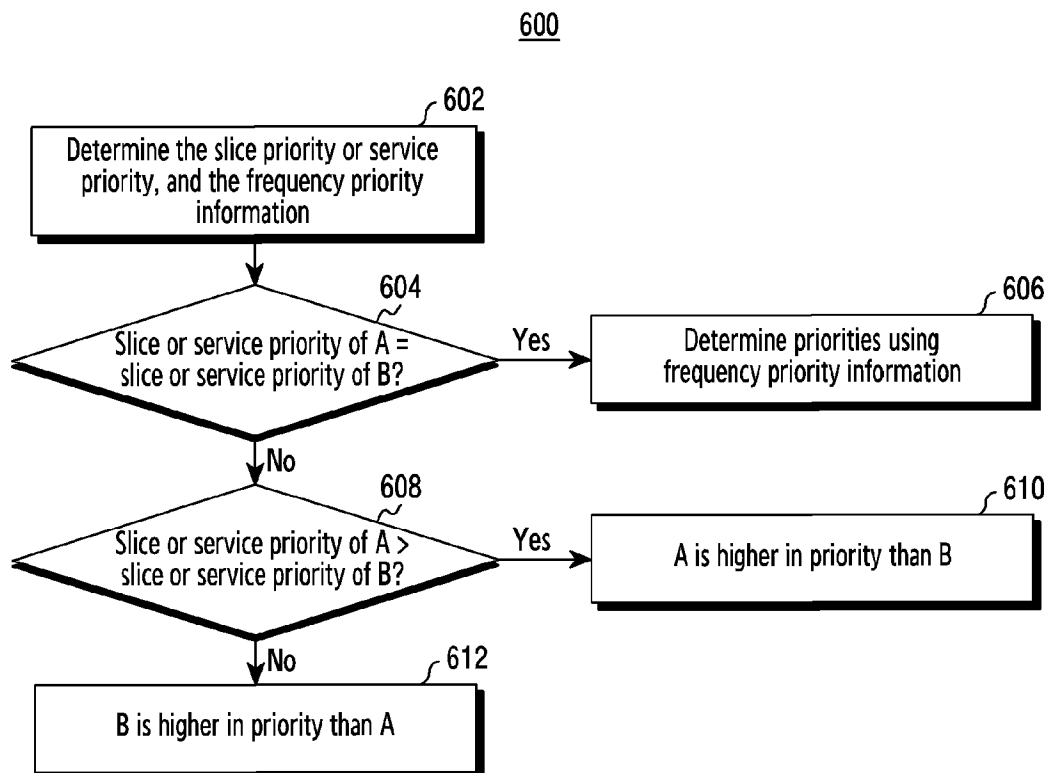 600
602
Determine the slice priority or service
priority, and the frequency priority
information
604
Slice or service priority of A =
slice or service priority of B?
Yes
606
Determine priorities using
frequency priority information
No
608
Slice or service priority of A >
slice or service priority of B?
Yes
610
A is higher in priority than B
No
612
B is higher in priority than A